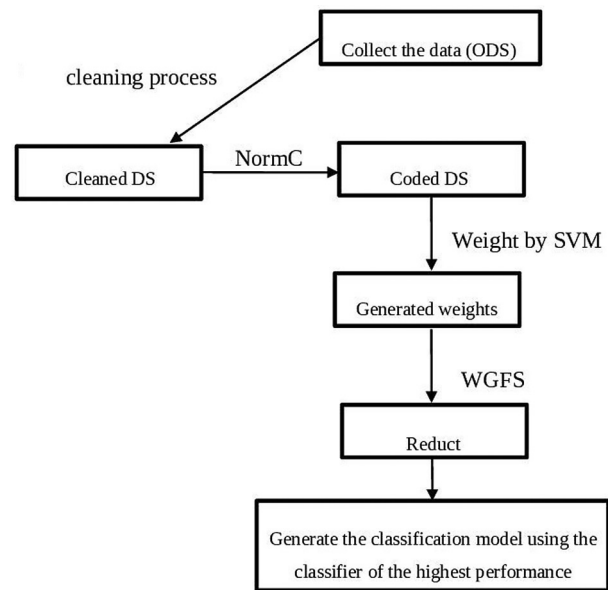 Collect the data (ODS)
cleaning process
NormC
Cleaned DS
Coded DS
Weight by SVM
Generated weights
WGFS
Reduct
Generate the classification model using the
classifier of the highest performance